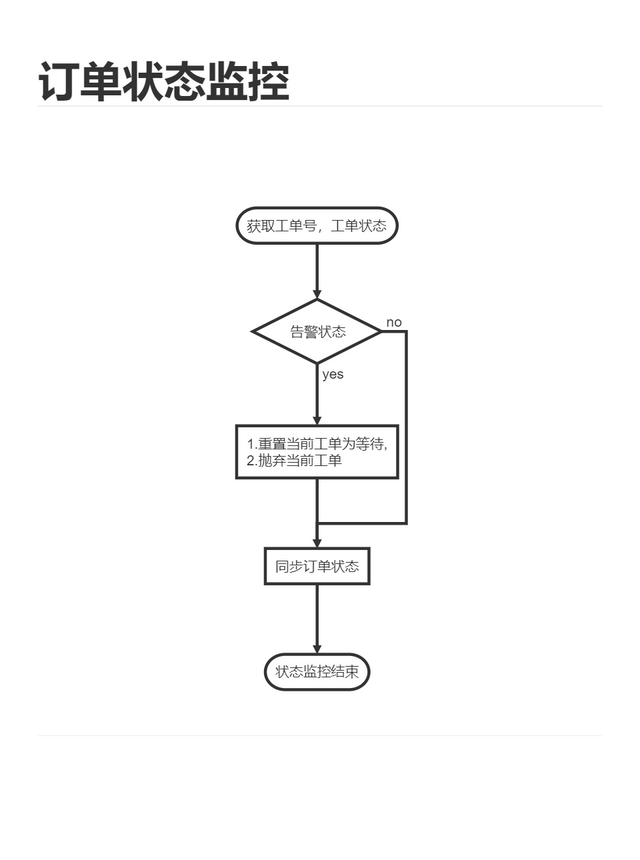 订单状态监控
获取工单号，工单状态
告警状态
no
yes
1.重置当前工单为等待,
2.抛弃当前工单
同步订单状态
状态监控结束